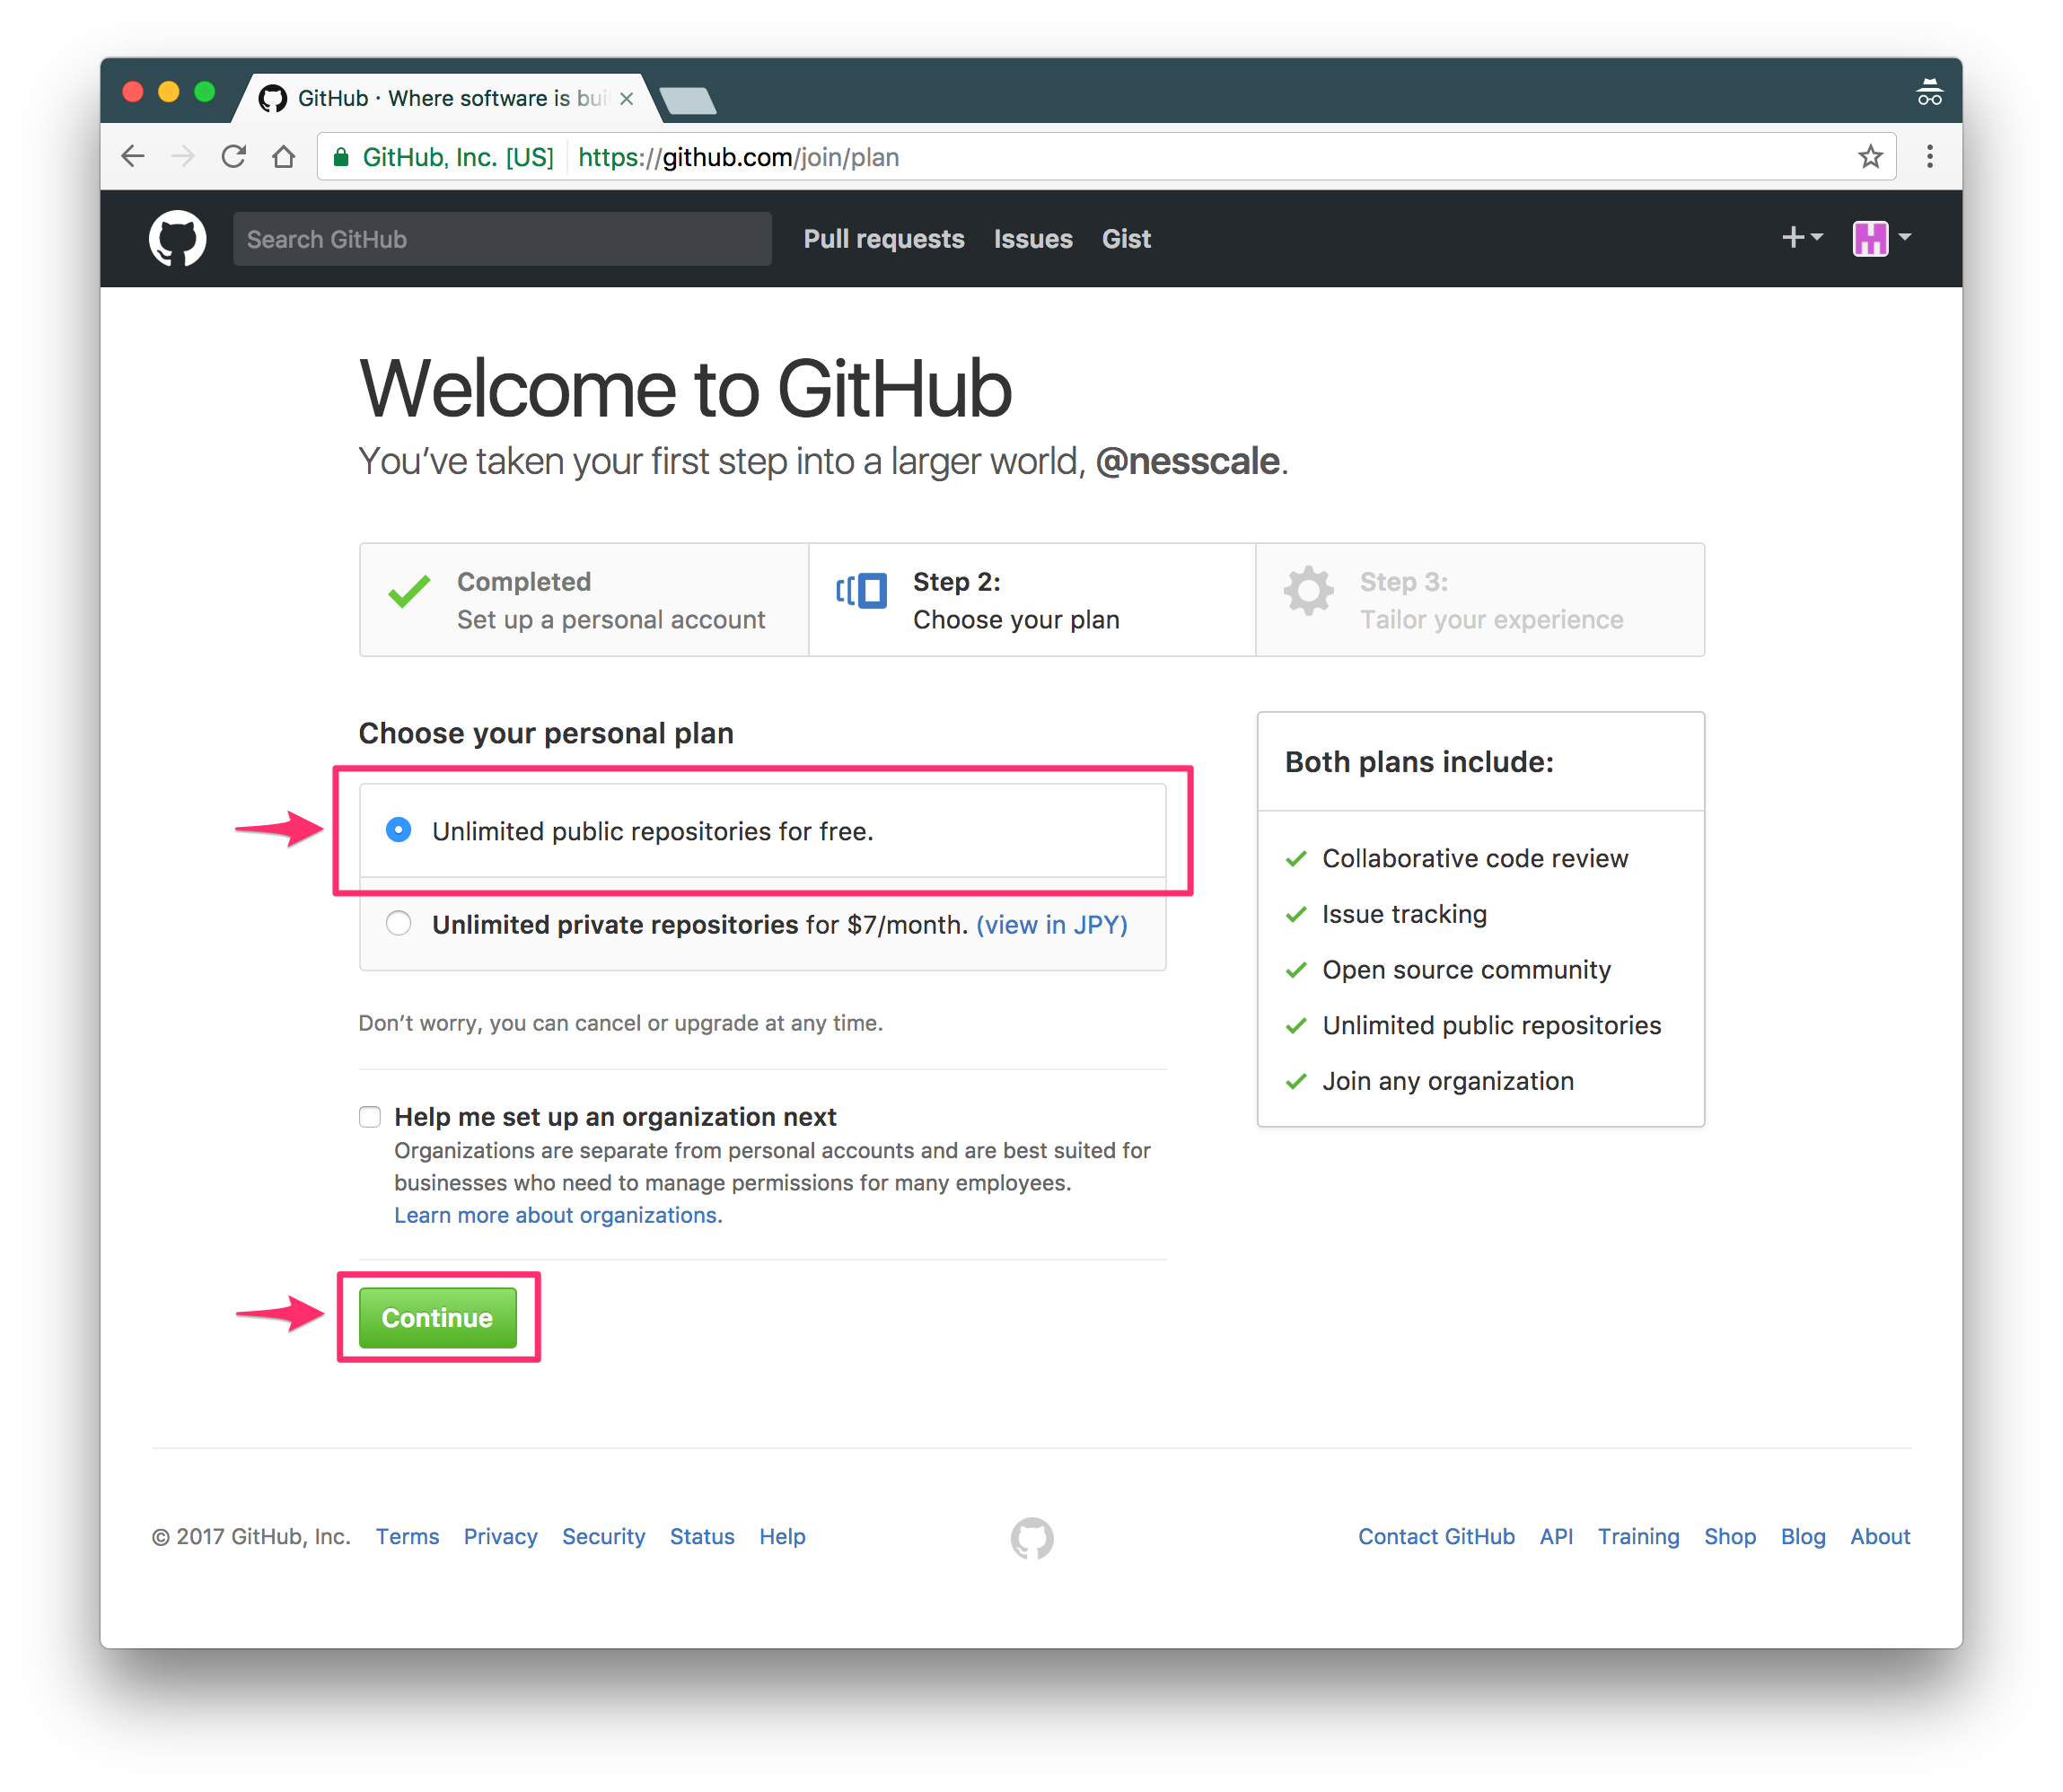 GitHub · Where software is bui
GitHub, Inc. [US] https://github.com/join/plan
Search GitHub Pull requests Issues Gist
Welcome to GitHub
You've taken your first step into a larger world, @nesscale.
Completed
Set up a personal account
Step 2:
Choose your plan
Step 3:
Tailor your experience
Choose your personal plan
Unlimited public repositories for free.
Unlimited private repositories for $7/month. (view in JPY)
Don't worry, you can cancel or upgrade at any time.
Help me set up an organization next
Organizations are separate from personal accounts and are best suited for
businesses who need to manage permissions for many employees.
Learn more about organizations.
Continue
Both plans include:
Collaborative code review
Issue tracking
Open source community
Unlimited public repositories
Join any organization
© 2017 GitHub, Inc. Terms Privacy Security Status Help Contact GitHub API Training Shop Blog About